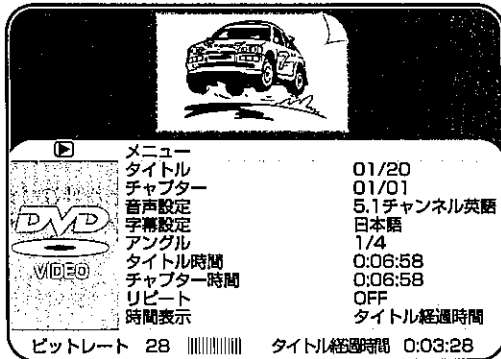 メニュー
タイトル 01/20
チャプター 01/01
音声設定 5.1チャンネル英語
字幕設定 日本語
アングル 1/4
タイトル時間 0:06:58
チャプター時間 0:06:58
リピート OFF
時間表示 タイトル経過時間
DVD
VIDEO
ビットレート 28 タイトル経過時間 0:03:28